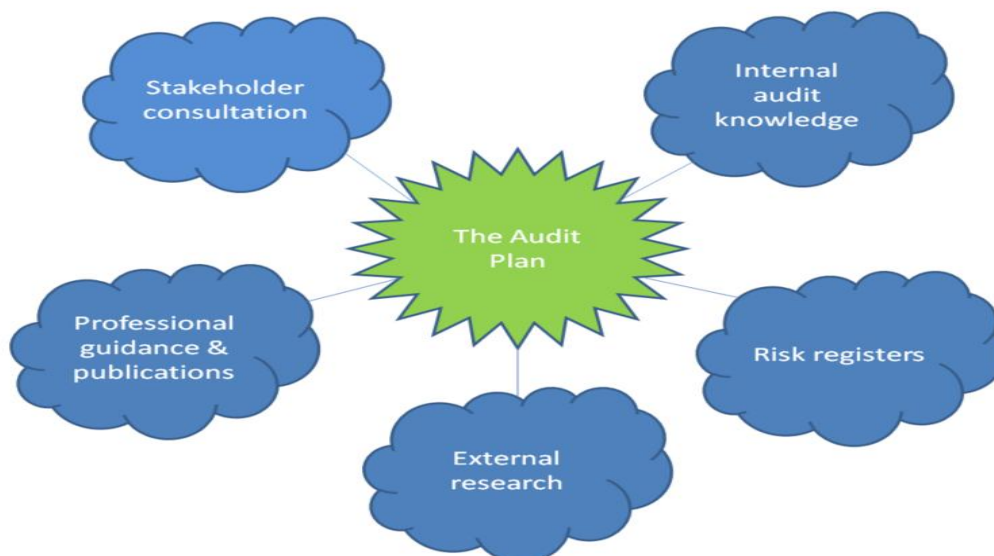 Stakeholder
consultation
Internal
audit
knowledge
The Audit
Plan
Professional
guidance &
publications
Risk registers
External
research